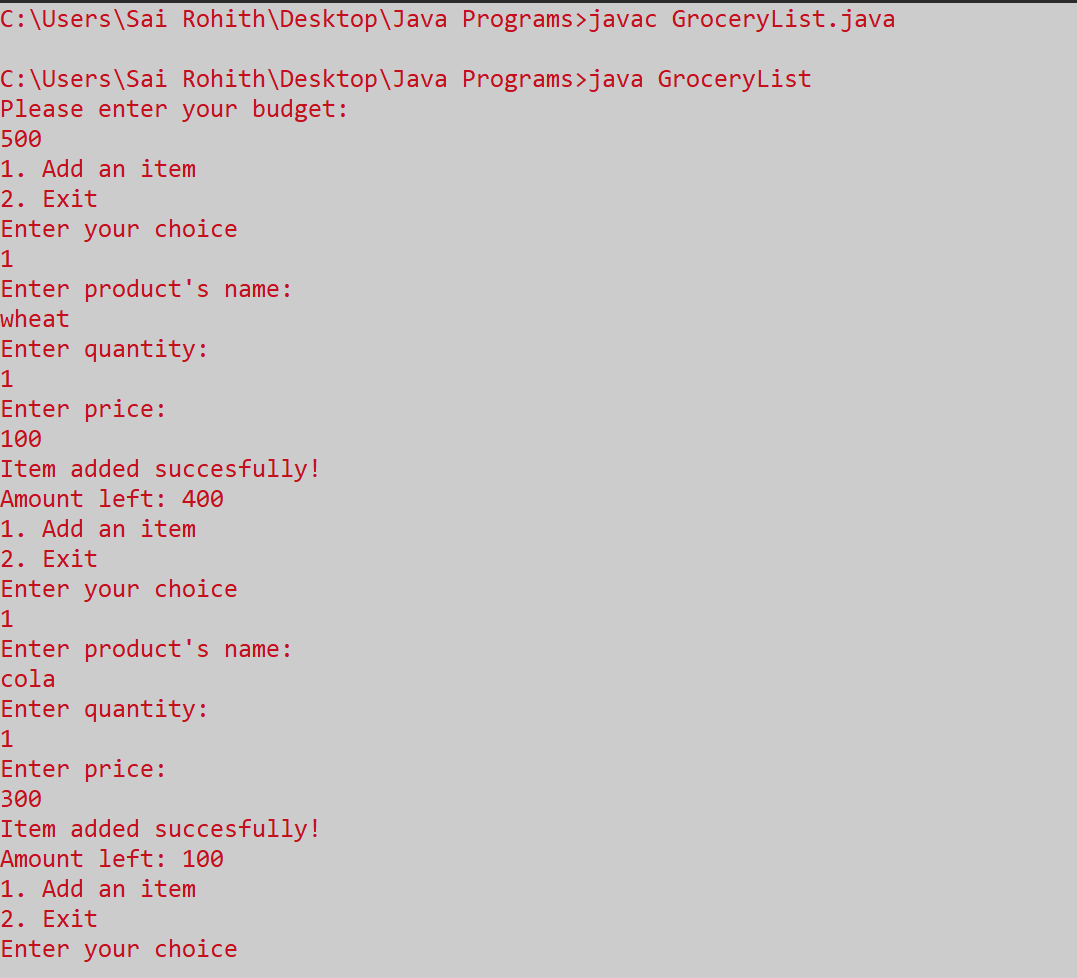 C:\Users\Sai Rohith\Desktop\Java Programs>javac GroceryList.java
C:\Users\Sai Rohith\Desktop\Java Programs>java GroceryList
Please enter your budget:
500
1. Add an item
2. Exit
Enter your choice
1
Enter product's name:
wheat
Enter quantity:
1
Enter price:
100
Item added succesfully!
Amount left: 400
1. Add an item
2. Exit
Enter your choice
1
Enter product's name:
cola
Enter quantity:
1
Enter price:
300
Item added succesfully!
Amount left: 100
1. Add an item
2. Exit
Enter your choice